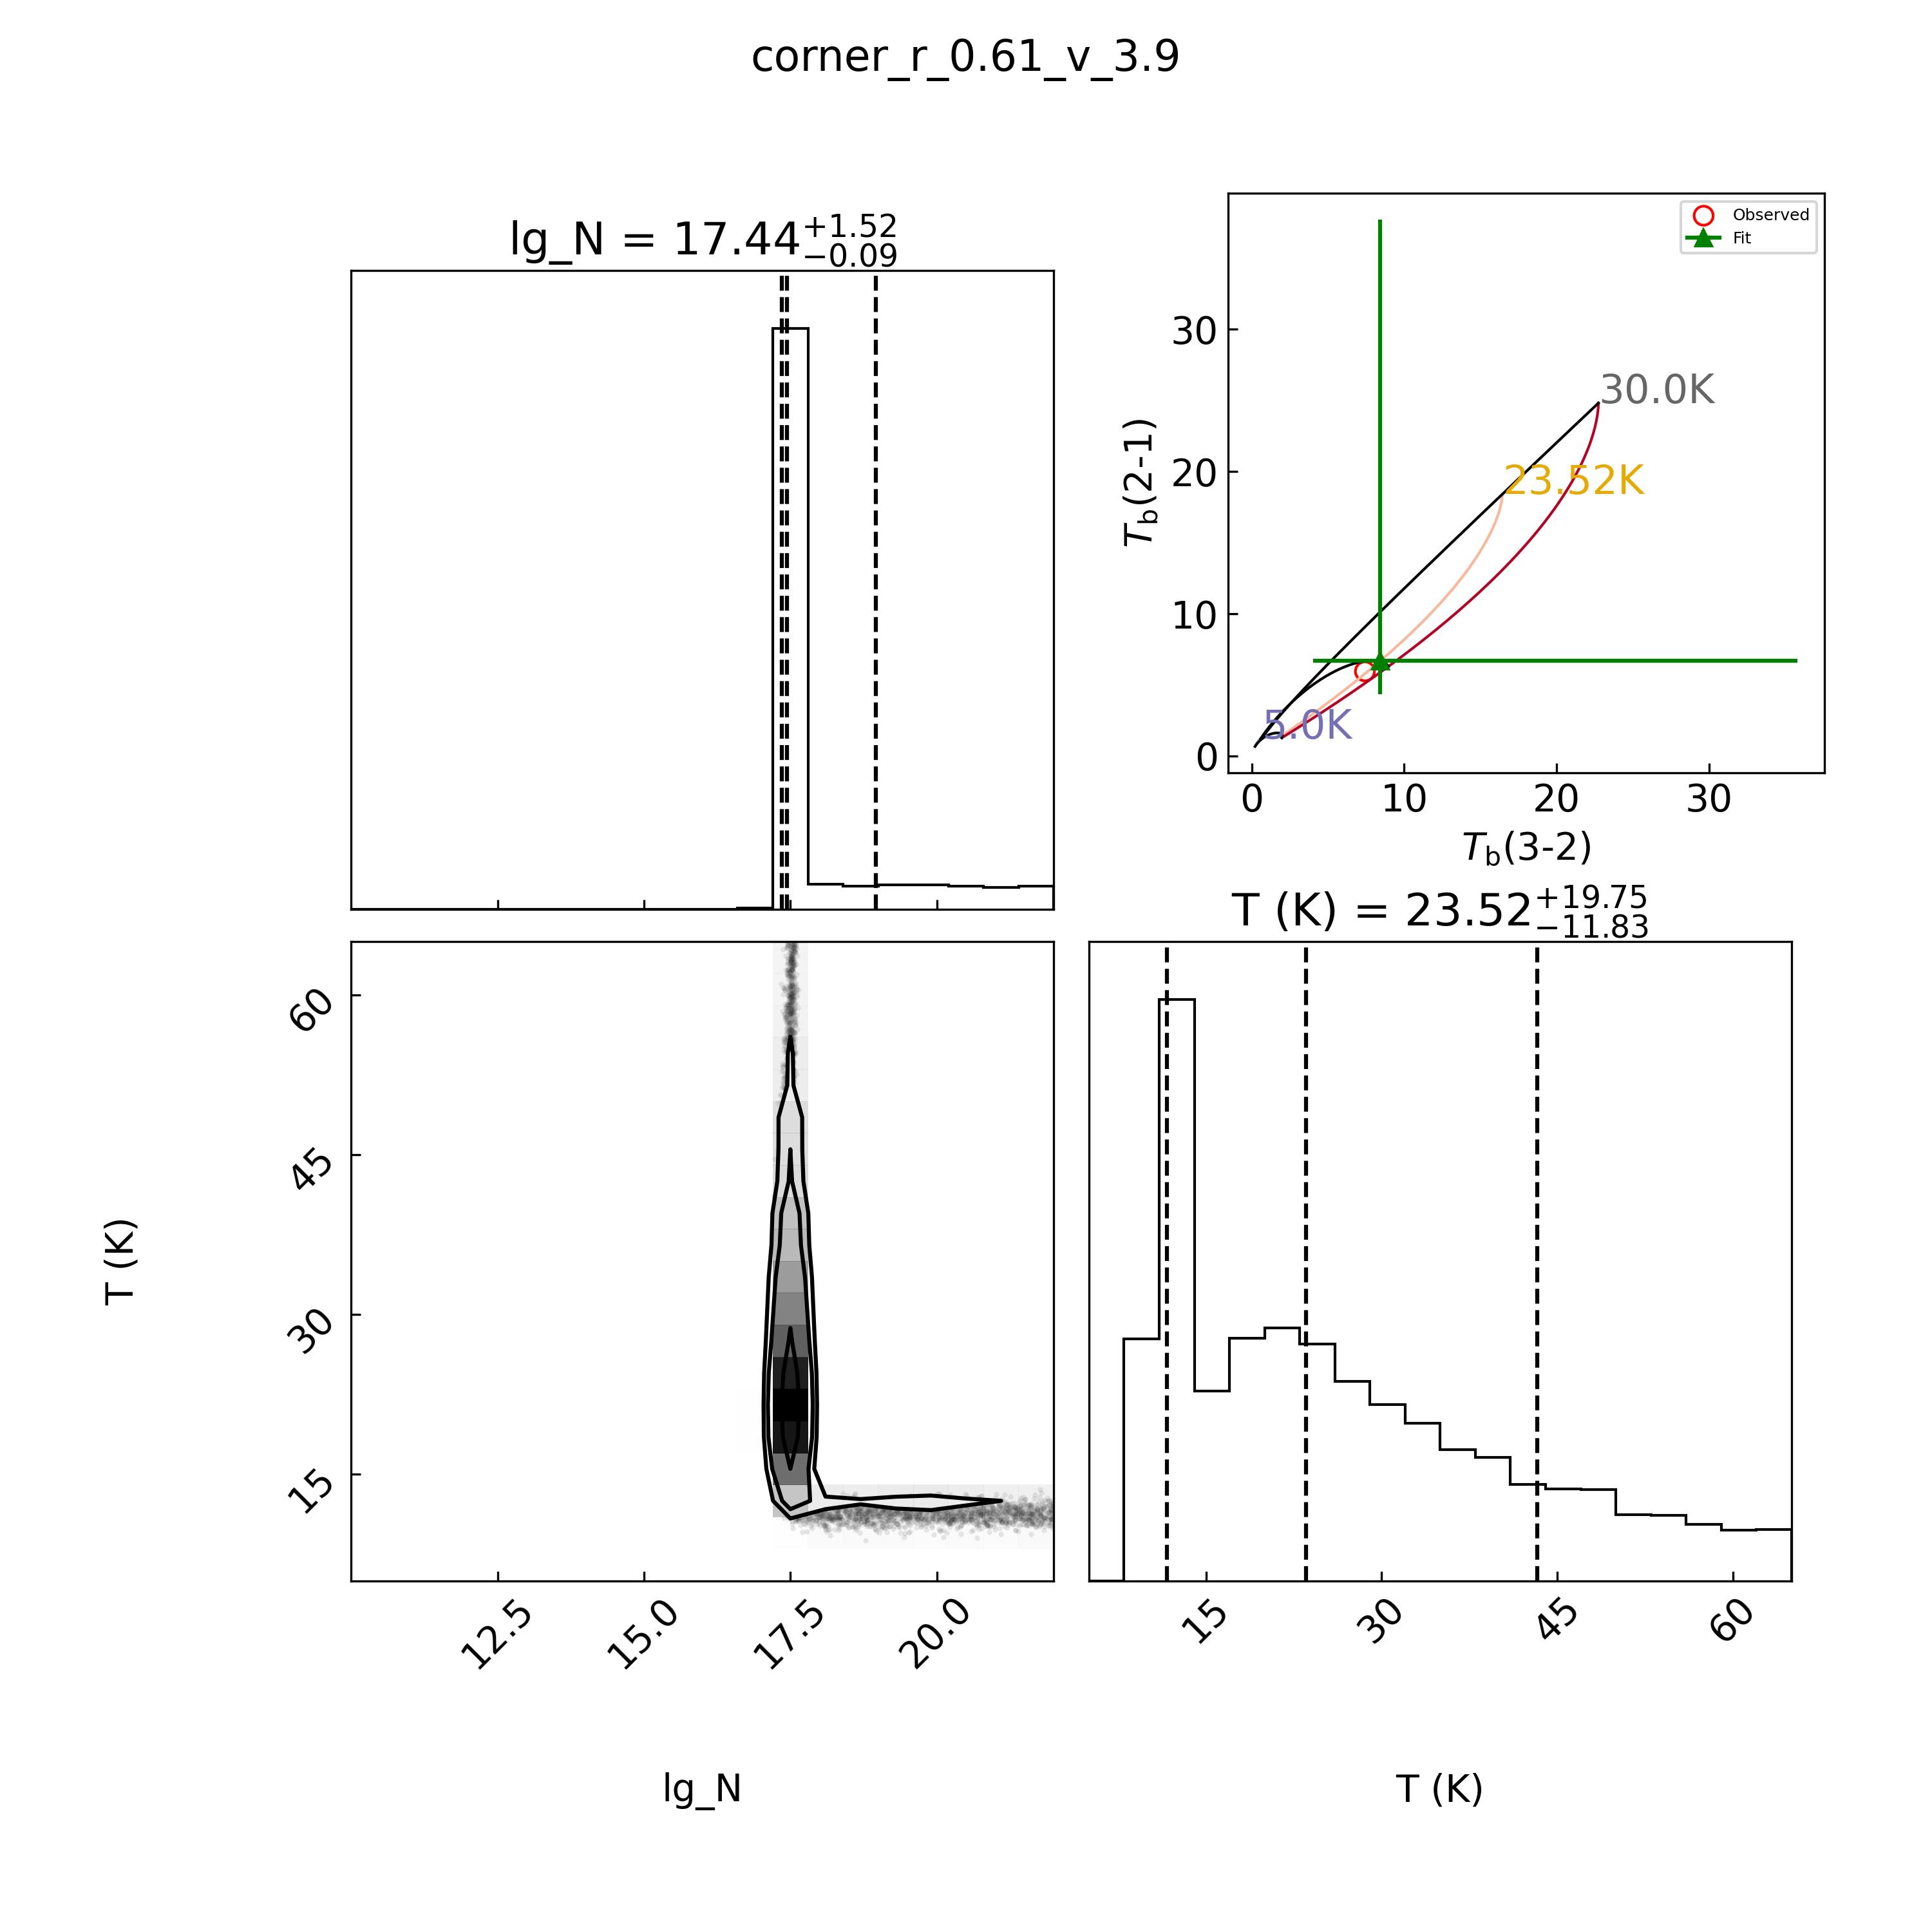 corner_r_0.61_v_3.9
lg_N = 17.44+1.52−0.09
Observed
Fit
30
20
10
0
T_b(2-1)
30.0K
23.52K
5.0K
0 10 20 30
T_b(3-2)
T (K) = 23.52+19.75−11.83
60
45
30
15
T (K)
12.5 15.0 17.5 20.0
15 30 45 60
lg_N
T (K)